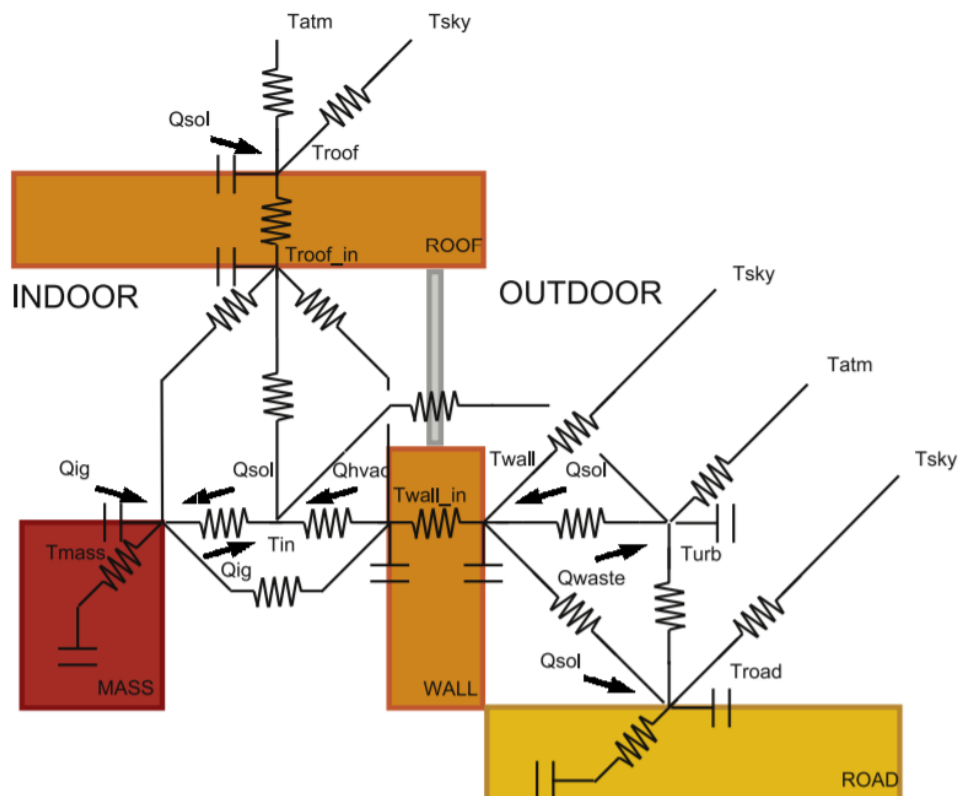 Tatm
Tsky
Qsol
Troof
ROOF
Troof_in
INDOOR
OUTDOOR
Tsky
Tatm
Qig
Qsol
Qhvac
Twall
Qsol
Tsky
Twall_in
Tmass
Tin
Qig
Turb
Qwaste
Qsol
Troad
MASS
WALL
ROAD